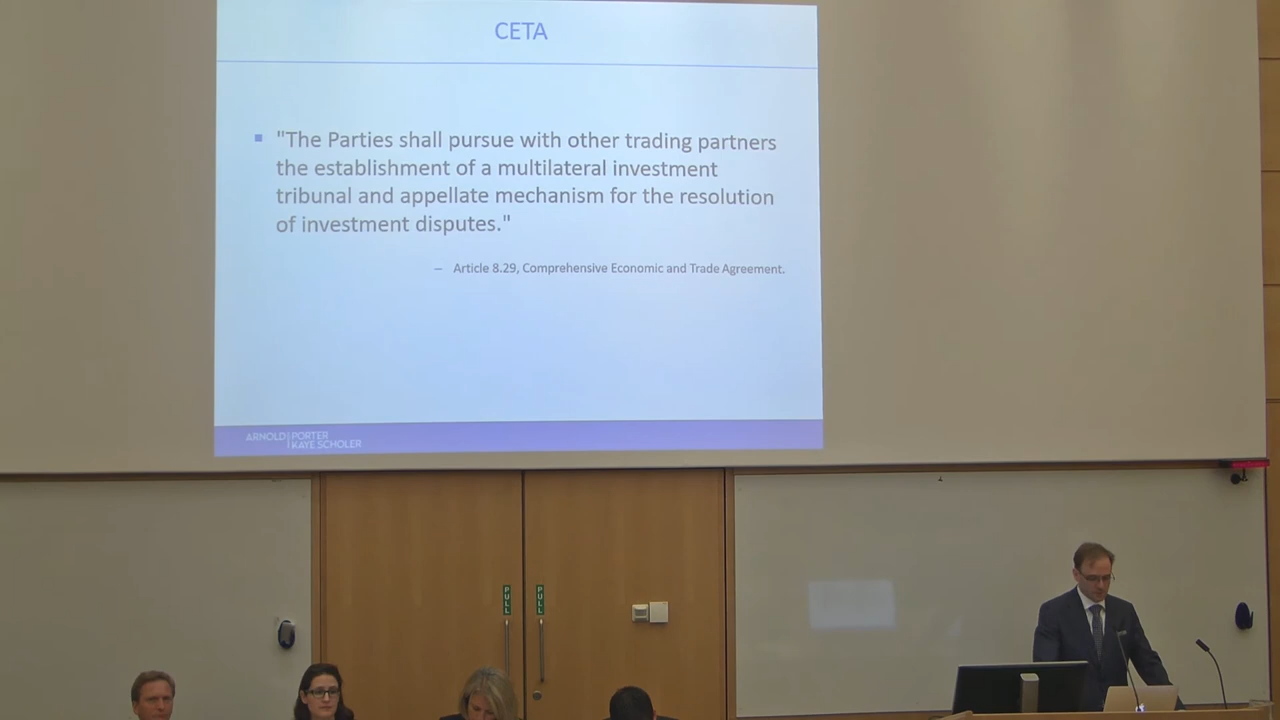 CETA
"The Parties shall pursue with other trading partners
the establishment of a multilateral investment
tribunal and appellate mechanism for the resolution
of investment disputes."
– Article 8.29, Comprehensive Economic and Trade Agreement.
ARNOLD PORTER
KAYE SCHOLER
PULL
PULL